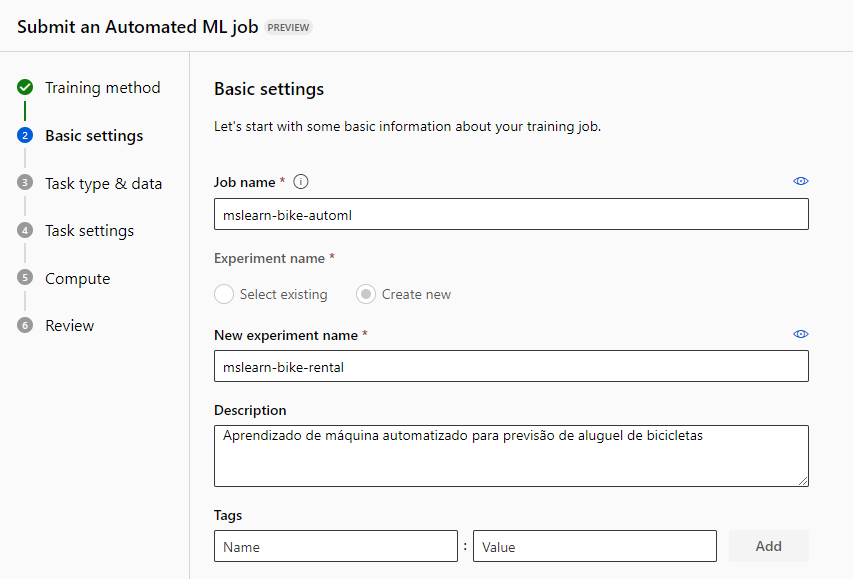 Submit an Automated ML job PREVIEW
Training method
2 Basic settings
3 Task type & data
4 Task settings
5 Compute
6 Review
Basic settings
Let's start with some basic information about your training job.
Job name * i
mslearn-bike-automl
Experiment name *
Select existing Create new
New experiment name *
mslearn-bike-rental
Description
Aprendizado de máquina automatizado para previsão de aluguel de bicicletas
Tags
Name : Value Add